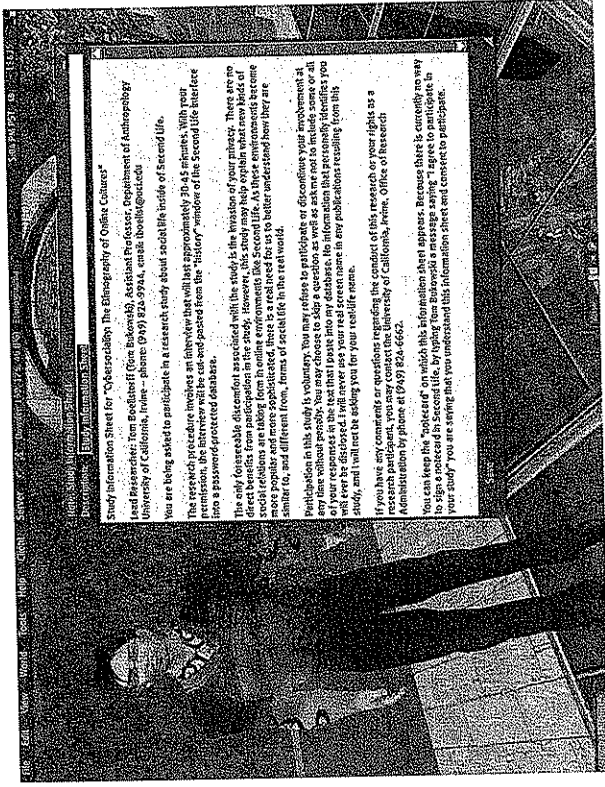 File Edit View World Tools Help Client
Study Information Sheet
Study Information Sheet for "Cybersociality: The Ethnography of Online Cultures"
Lead Researcher: Tom Boellstorff (Tom Bukowski), Assistant Professor, Department of Anthropology
University of California, Irvine – phone: (949) 824-9944, email: tboellst@uci.edu
You are being asked to participate in a research study about social life inside of Second Life.
The research procedure involves an interview that will last approximately 30-45 minutes. With your
permission, the interview will be cut-and-pasted from the "history" window of the Second Life interface
into a password-protected database.
The only foreseeable discomfort associated with the study is the invasion of your privacy. There are no
direct benefits from participation in the study. However, this study may help explain what new kinds of
social relations are taking form in online environments like Second Life. As these environments become
more popular and more sophisticated, there is a real need for us to better understand how they are
similar to, and different from, forms of social life in the real world.
Participation in this study is voluntary. You may refuse to participate or discontinue your involvement at
any time without penalty. You may choose to skip a question as well as ask me not to include some or all
of your responses in the text that I paste into my database. No information that personally identifies you
will ever be disclosed. I will never use your real screen name in any publications resulting from this
study, and I will not be asking you for your real-life name.
If you have any comments or questions regarding the conduct of this research or your rights as a
research participant, you may contact the University of California, Irvine, Office of Research
Administration by phone at (949) 824-6662.
You can keep the "notecard" on which this information sheet appears. Because there is currently no way
to sign a notecard in Second Life, by typing Tom Bukowski a message saying "I agree to participate in
your study" you are saying that you understand this information sheet and consent to participate.